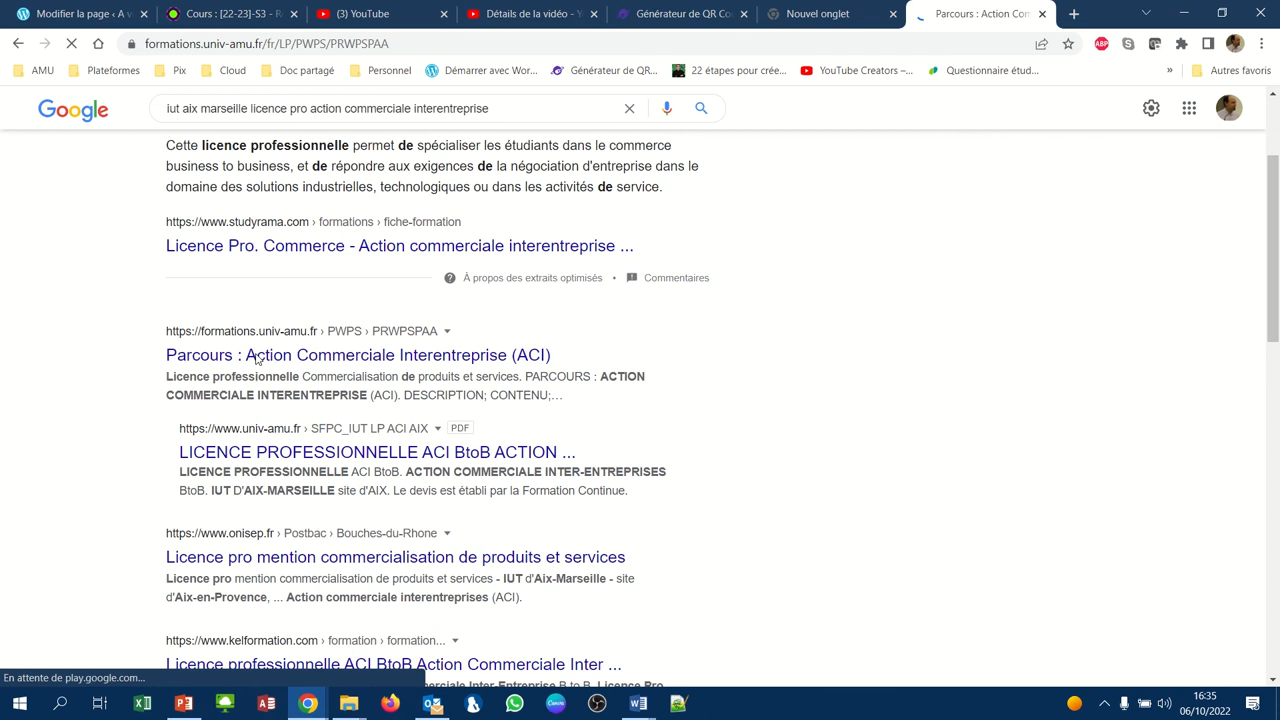 Modifier la page « I
Cours : [22-23]-S3 - R
(3) YouTube
Détails de la vidéo - Y
Générateur de QR Co
Nouvel onglet
Parcours : Action Com
formations.univ-amu.fr/fr/LP/PWPS/PRWPSPAA
AMU
Plateformes
Pix
Cloud
Doc partagé
Personnel
Démarrer avec Wor...
Générateur de QR...
22 étapes pour crée...
YouTube Creators –...
Questionnaire étud...
»
Autres favoris
Google
iut aix marseille licence pro action commerciale interentreprise
Cette licence professionnelle permet de spécialiser les étudiants dans le commerce
business to business, et de répondre aux exigences de la négociation d'entreprise dans le
domaine des solutions industrielles, technologiques ou dans les activités de service.
https://www.studyrama.com › formations › fiche-formation
Licence Pro. Commerce - Action commerciale interentreprise ...
À propos des extraits optimisés • Commentaires
https://formations.univ-amu.fr › PWPS › PRWPSPAA
Parcours : Action Commerciale Interentreprise (ACI)
Licence professionnelle Commercialisation de produits et services. PARCOURS : ACTION
COMMERCIALE INTERENTREPRISE (ACI). DESCRIPTION; CONTENU;…
https://www.univ-amu.fr › SFPC_IUT LP ACI AIX PDF
LICENCE PROFESSIONNELLE ACI BtoB ACTION ...
LICENCE PROFESSIONNELLE ACI BtoB. ACTION COMMERCIALE INTER-ENTREPRISES
BtoB. IUT D'AIX-MARSEILLE site d'AIX. Le devis est établi par la Formation Continue.
https://www.onisep.fr › Postbac › Bouches-du-Rhone
Licence pro mention commercialisation de produits et services
Licence pro mention commercialisation de produits et services - IUT d'Aix-Marseille - site
d'Aix-en-Provence, ... Action commerciale interentreprises (ACI).
https://www.kelformation.com › formation › formation...
Licence professionnelle ACI BtoB Action Commerciale Inter ...
En attente de play.google.com...
16:35
06/10/2022